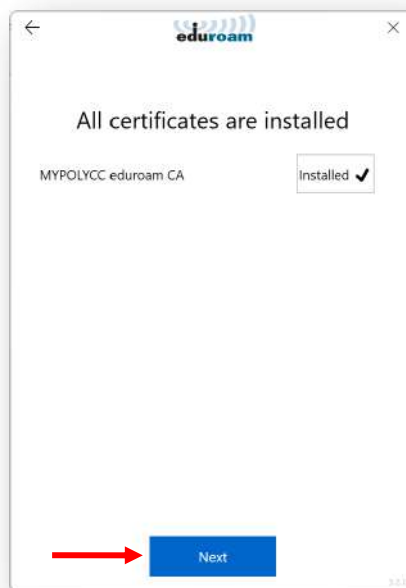 eduroam
All certificates are installed
MYPOLYCC eduroam CA
Installed ✔
Next